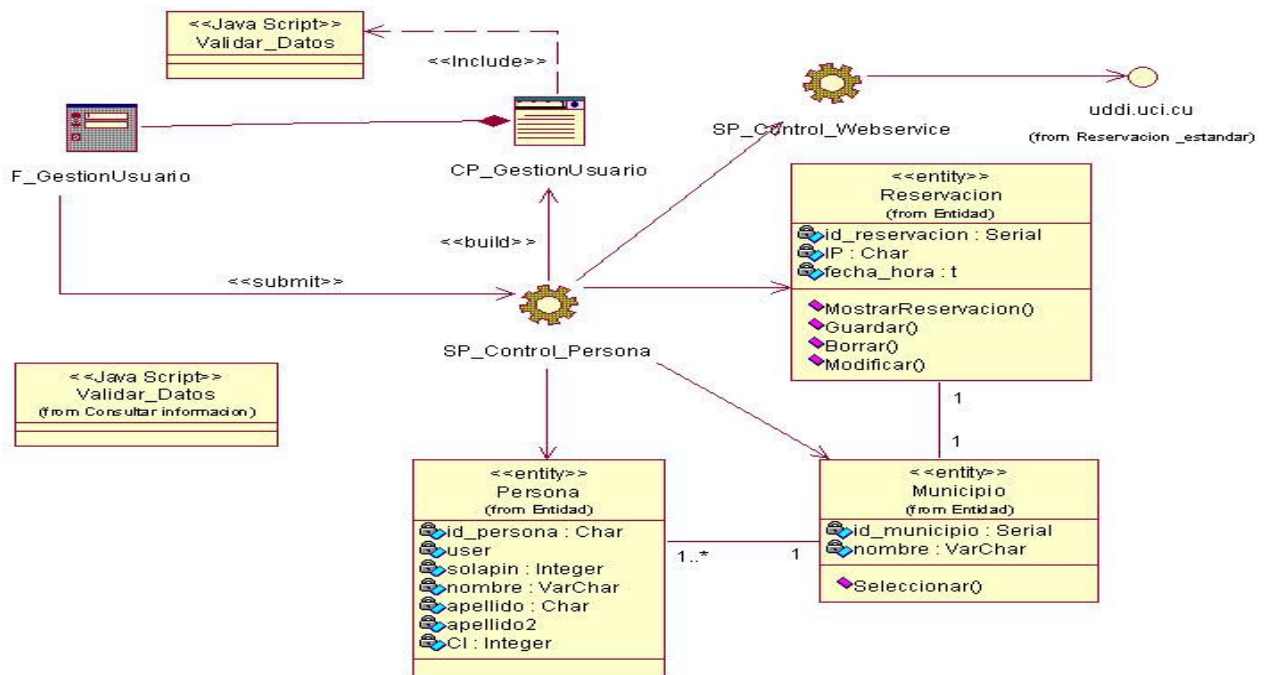 <<Java Script>>
Validar_Datos
<<Include>>
F_GestionUsuario
CP_GestionUsuario
SP_Control_Webservice
uddi.uci.cu
(from Reservacion _estandar)
<<build>>
<<submit>>
SP_Control_Persona
<<entity>>
Reservacion
(from Entidad)
id_reservacion : Serial
IP : Char
fecha_hora : t
MostrarReservacion()
Guardar()
Borrar()
Modificar()
<<Java Script>>
Validar_Datos
(from Consultar informacion)
1
1
<<entity>>
Persona
(from Entidad)
id_persona : Char
user
solapin : Integer
nombre : VarChar
apellido : Char
apellido2
CI : Integer
1..*
1
<<entity>>
Municipio
(from Entidad)
id_municipio : Serial
nombre : VarChar
Seleccionar()